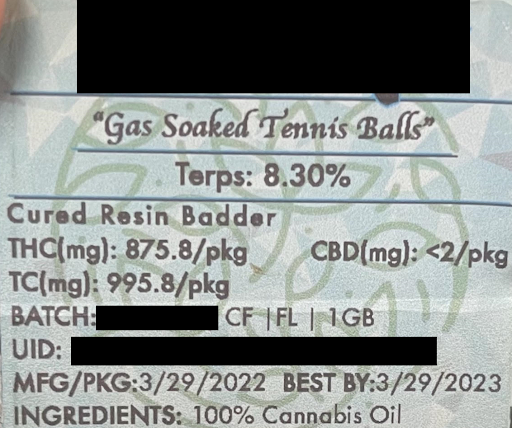 "Gas Soaked Tennis Balls"
Terps: 8.30%
Cured Resin Badder
THC(mg): 875.8/pkg CBD(mg): <2/pkg
TC(mg): 995.8/pkg
BATCH: CF |FL | 1GB
UID:
MFG/PKG:3/29/2022 BEST BY:3/29/2023
INGREDIENTS: 100% Cannabis Oil